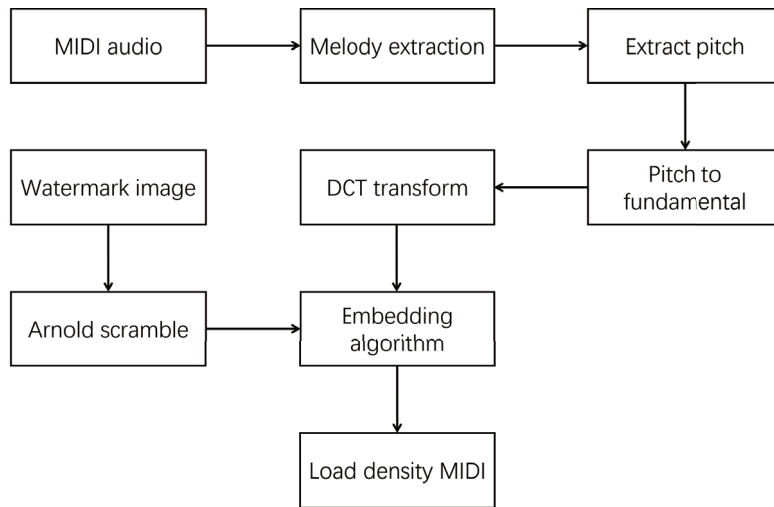 MIDI audio
Melody extraction
Extract pitch
Watermark image
DCT transform
Pitch to
fundamental
Arnold scramble
Embedding
algorithm
Load density MIDI